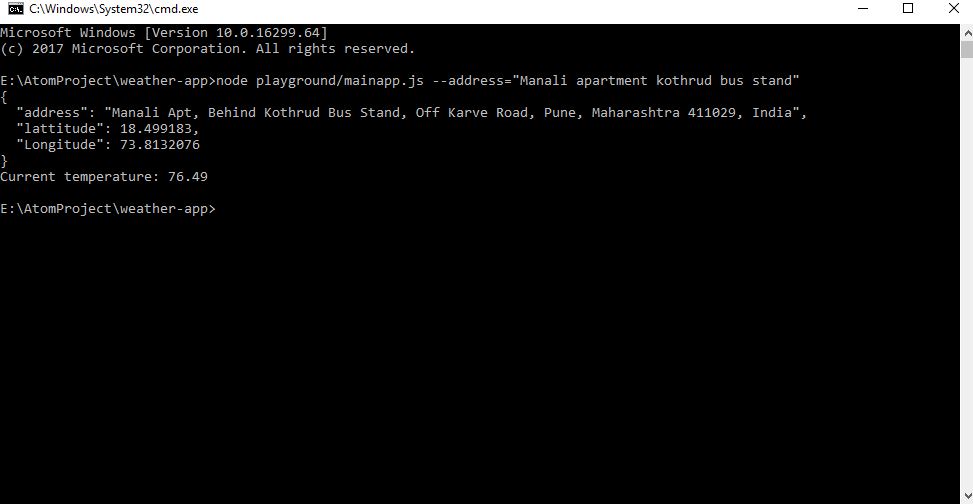 C:\Windows\System32\cmd.exe
Microsoft Windows [Version 10.0.16299.64]
(c) 2017 Microsoft Corporation. All rights reserved.
E:\AtomProject\weather-app>node playground/mainapp.js --address="Manali apartment kothrud bus stand"
{
  "address": "Manali Apt, Behind Kothrud Bus Stand, Off Karve Road, Pune, Maharashtra 411029, India",
  "lattitude": 18.499183,
  "Longitude": 73.8132076
}
Current temperature: 76.49
E:\AtomProject\weather-app>